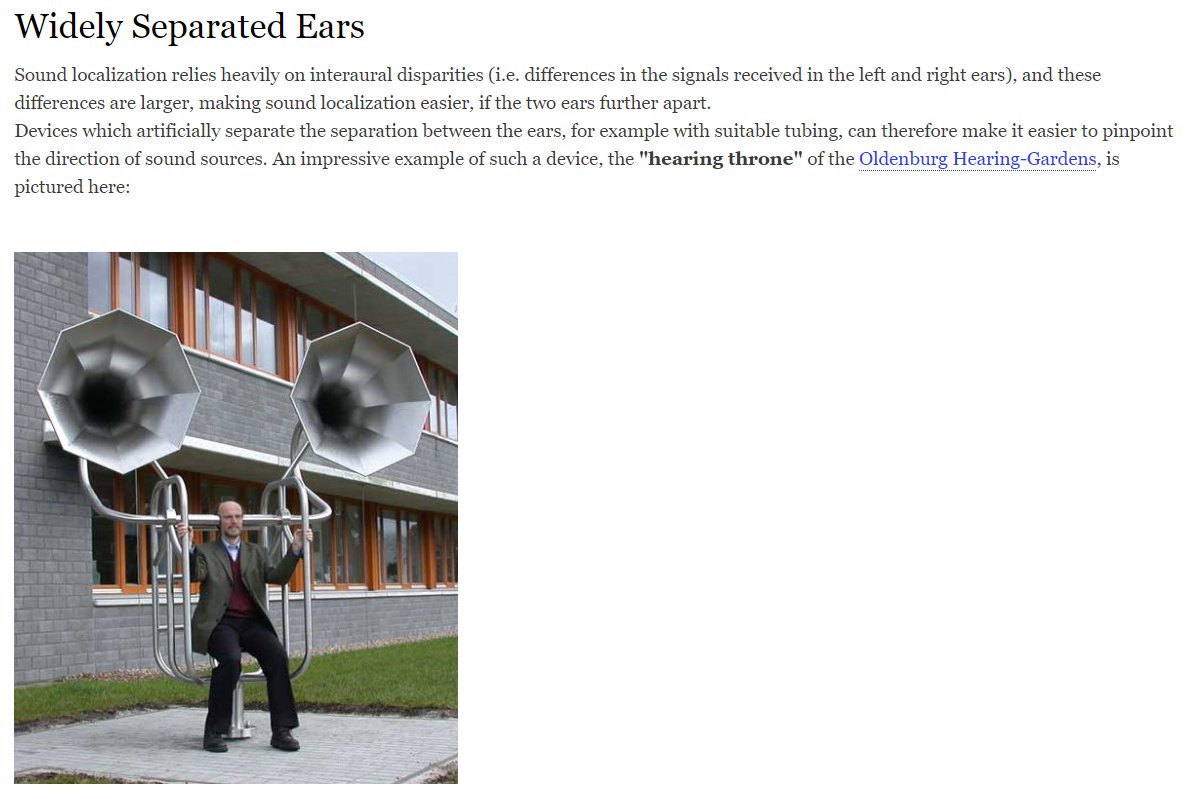 Widely Separated Ears
Sound localization relies heavily on interaural disparities (i.e. differences in the signals received in the left and right ears), and these
differences are larger, making sound localization easier, if the two ears further apart.
Devices which artificially separate the separation between the ears, for example with suitable tubing, can therefore make it easier to pinpoint
the direction of sound sources. An impressive example of such a device, the "hearing throne" of the Oldenburg Hearing-Gardens, is
pictured here: